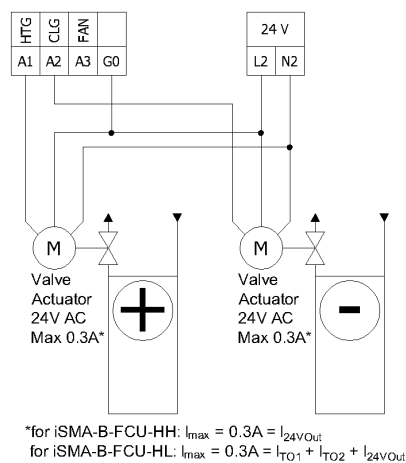 HTG CLG FAN 24 V
A1 A2 A3 G0 L2 N2
M M
Valve
Actuator
24V AC
Max 0.3A*
Valve
Actuator
24V AC
Max 0.3A*
*for iSMA-B-FCU-HH: Imax = 0.3A = I24VOut
for iSMA-B-FCU-HL: Imax = 0.3A = ITO1 + ITO2 + I24VOut